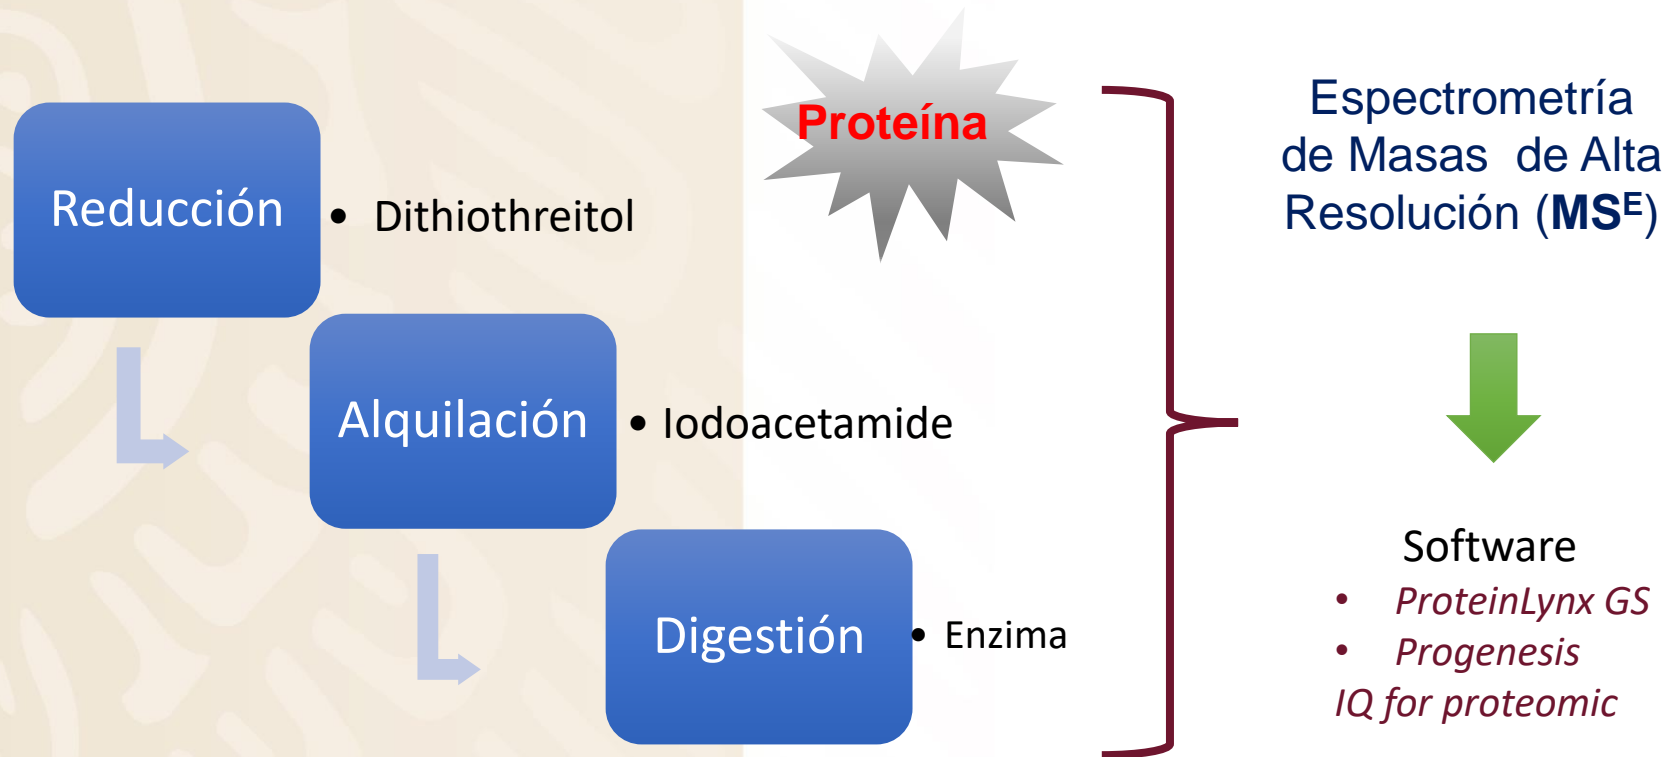 Reducción
• Dithiothreitol
Alquilación
• Iodoacetamide
Digestión
• Enzima
Proteína
Espectrometría
de Masas de Alta
Resolución (MSᴱ)
Software
• ProteinLynx GS
• Progenesis
IQ for proteomic